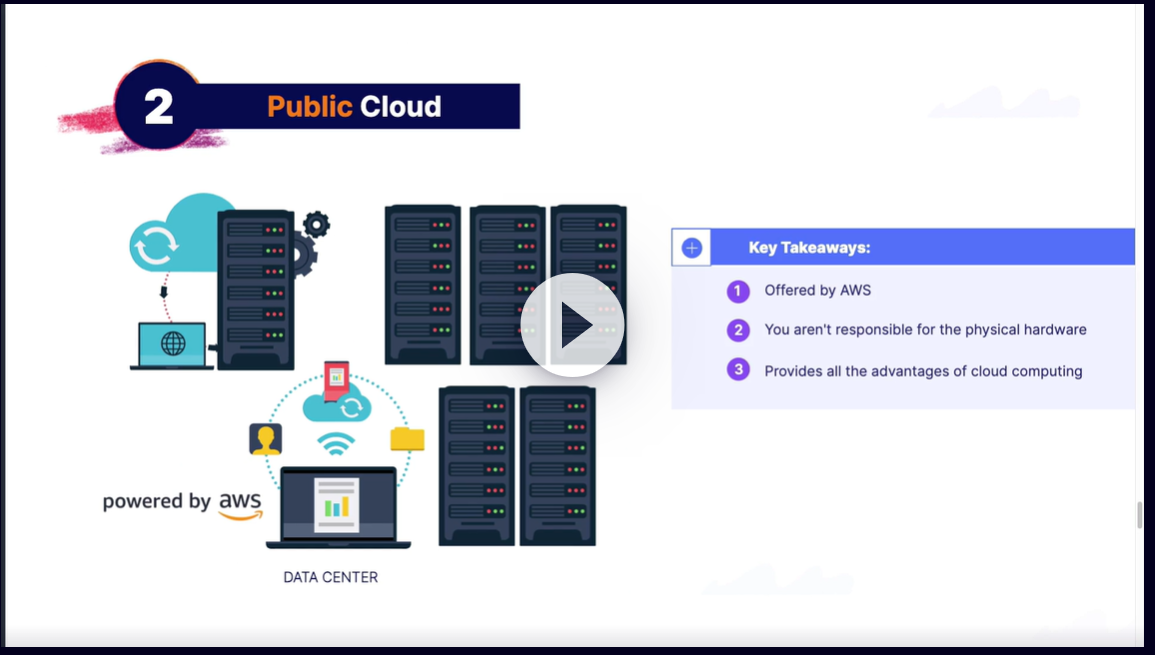 2
Public Cloud
Key Takeaways:
1 Offered by AWS
2 You aren't responsible for the physical hardware
3 Provides all the advantages of cloud computing
powered by aws
DATA CENTER